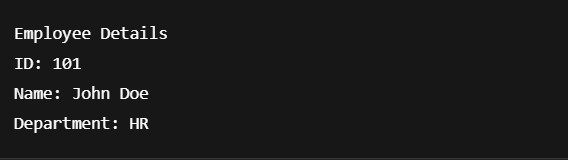 Employee Details
ID: 101
Name: John Doe
Department: HR